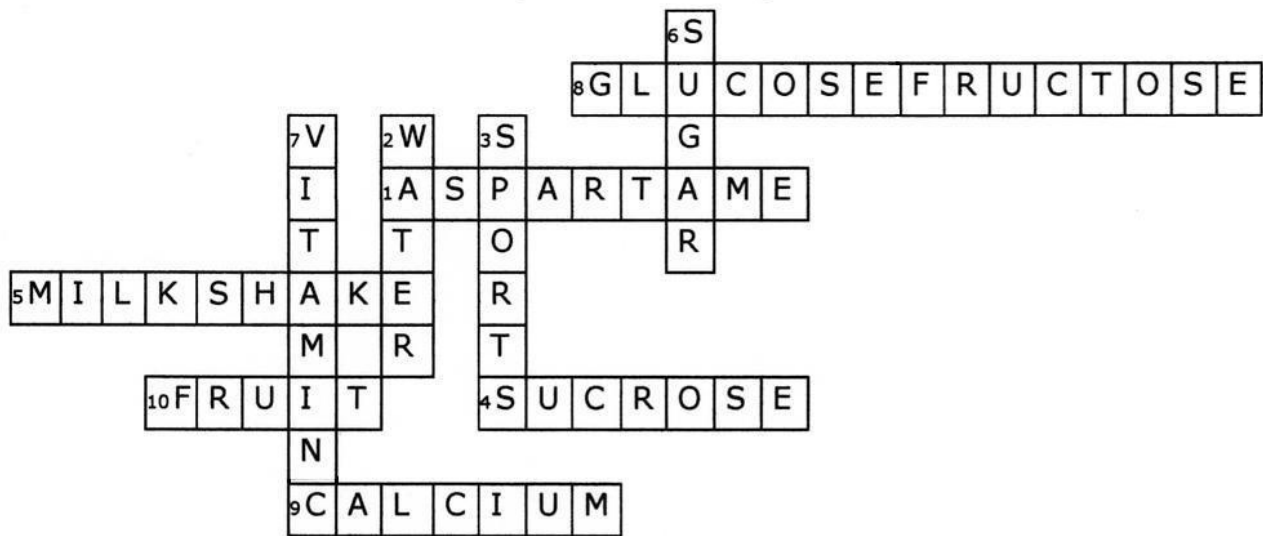 6S
8GLUCOSEFRUCTOSE
7V 2W 3S G
I 1ASPARTAME
T T O R
5MILKSHAKE R
M R T
10FRUIT 4SUCROSE
N
9CALCIUM